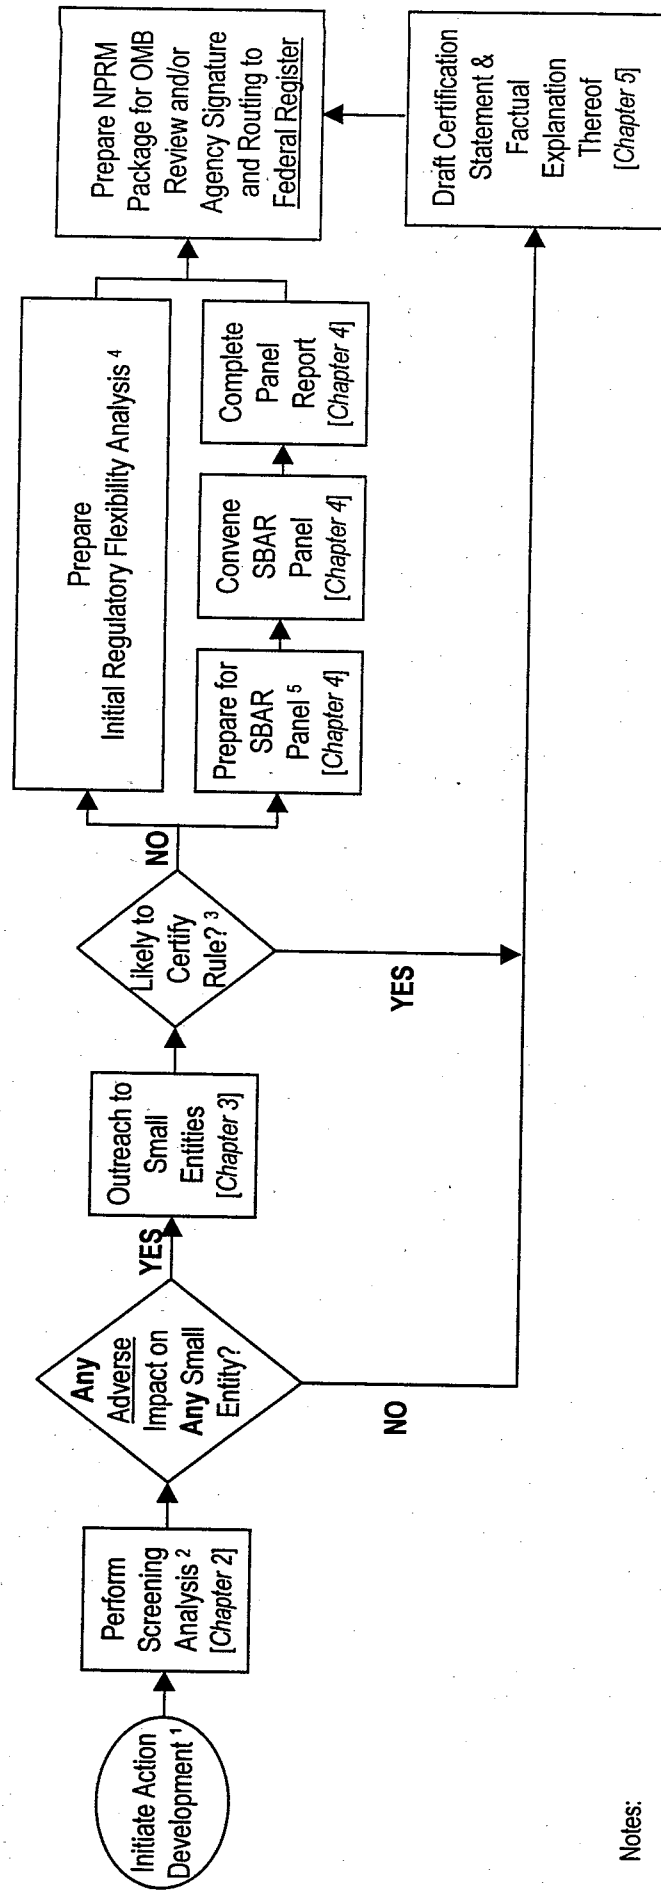 Initiate Action
Development 1
Perform
Screening
Analysis 2
[Chapter 2]
Any
Adverse
Impact on
Any Small
Entity?
YES
NO
Outreach to
Small
Entities
[Chapter 3]
Likely to
Certify
Rule? 3
NO
YES
Prepare
Initial Regulatory Flexibility Analysis 4
Prepare for
SBAR
Panel 5
[Chapter 4]
Convene
SBAR
Panel
[Chapter 4]
Complete
Panel
Report
[Chapter 4]
Prepare NPRM
Package for OMB
Review and/or
Agency Signature
and Routing to
Federal Register
Draft Certification
Statement &
Factual
Explanation
Thereof
[Chapter 5]
Notes: